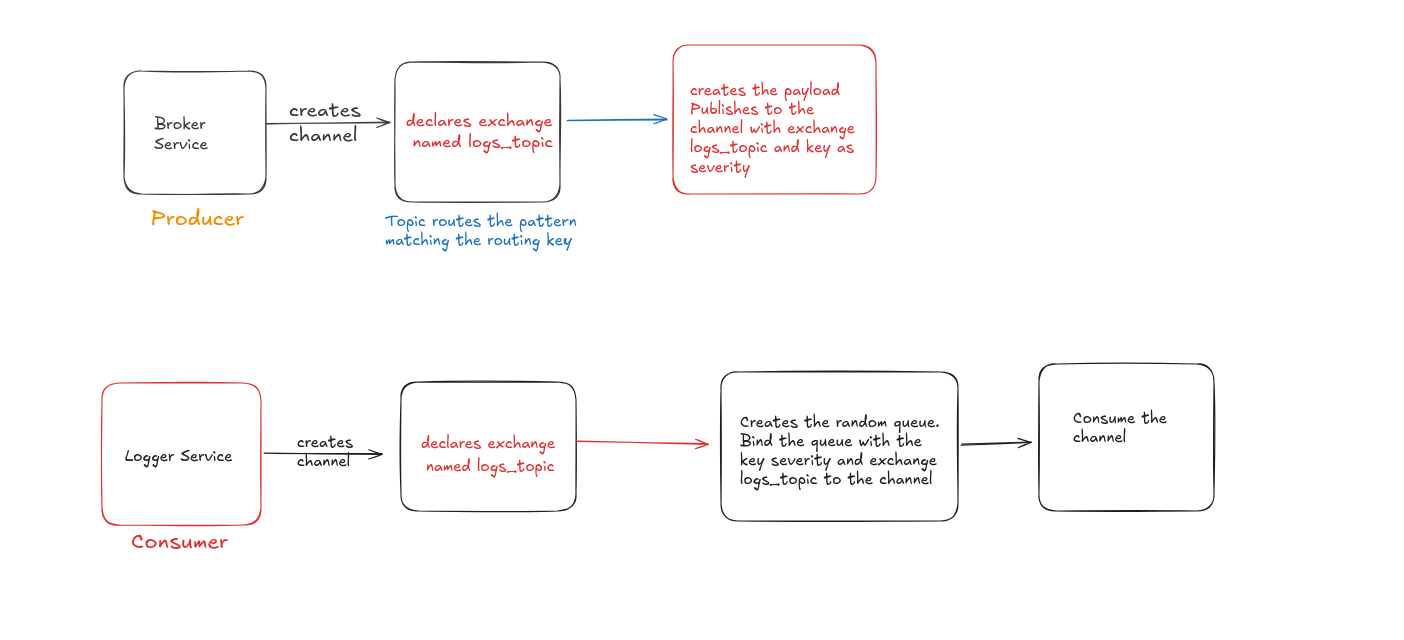 Broker
Service
creates
channel
declares exchange
named logs_topic
creates the payload
Publishes to the
channel with exchange
logs_topic and key as
severity
Producer
Topic routes the pattern
matching the routing key
Logger Service
creates
channel
declares exchange
named logs_topic
Creates the random queue.
Bind the queue with the
key severity and exchange
logs_topic to the channel
Consume the
channel
Consumer